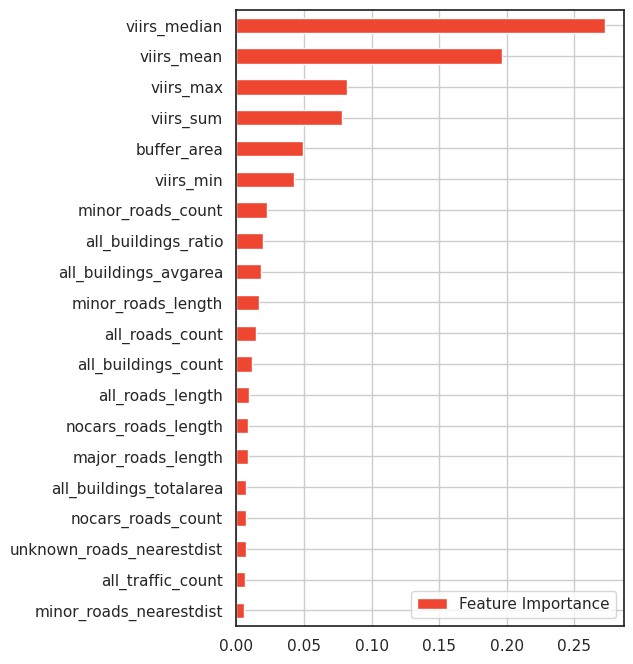 viirs_median
viirs_mean
viirs_max
viirs_sum
buffer_area
viirs_min
minor_roads_count
all_buildings_ratio
all_buildings_avgarea
minor_roads_length
all_roads_count
all_buildings_count
all_roads_length
nocars_roads_length
major_roads_length
all_buildings_totalarea
nocars_roads_count
unknown_roads_nearestdist
all_traffic_count
minor_roads_nearestdist
Feature Importance
0.00 0.05 0.10 0.15 0.20 0.25